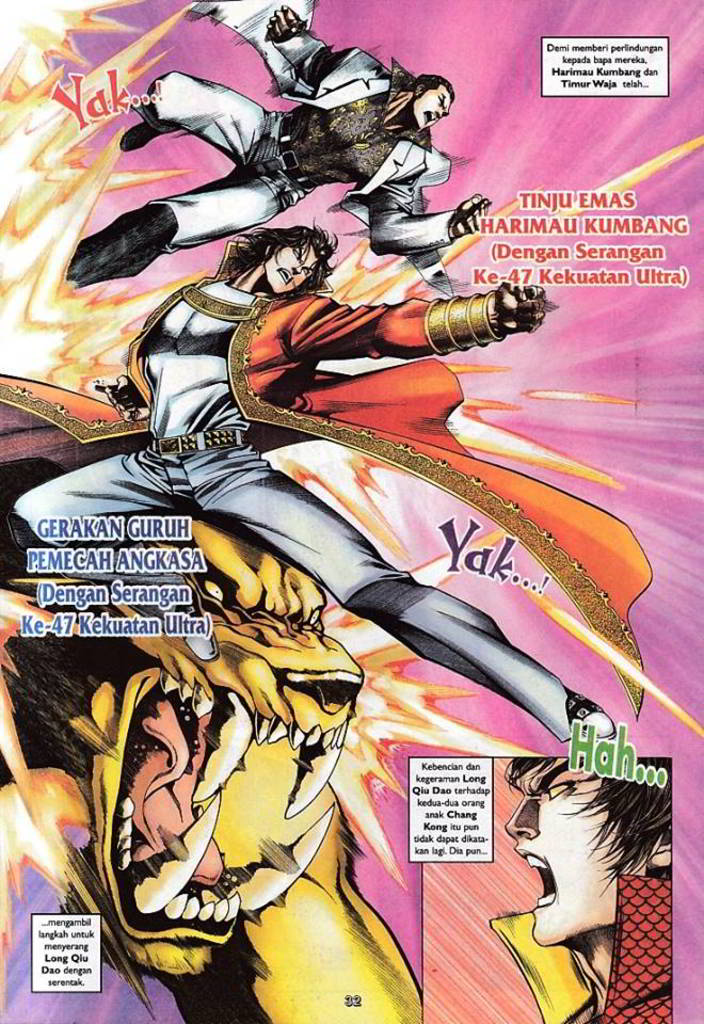 Demi memberi perlindungan
kepada bapa mereka,
Harimau Kumbang dan
Timur Waja telah...
Yak...!
TINJU EMAS
HARIMAU KUMBANG
(Dengan Serangan
Ke-47 Kekuatan Ultra)
GERAKAN GURUH
PEMECAH ANGKASA
(Dengan Serangan
Ke-47 Kekuatan Ultra)
Yak...!
...mengambil
langkah untuk
menyerang
Long Qiu
Dao dengan
serentak.
Kebencian dan
kegeraman Long
Qiu Dao terhadap
kedua-dua orang
anak Chang
Kong itu pun
tidak dapat dikata-
kan lagi. Dia pun...
Hah...
32